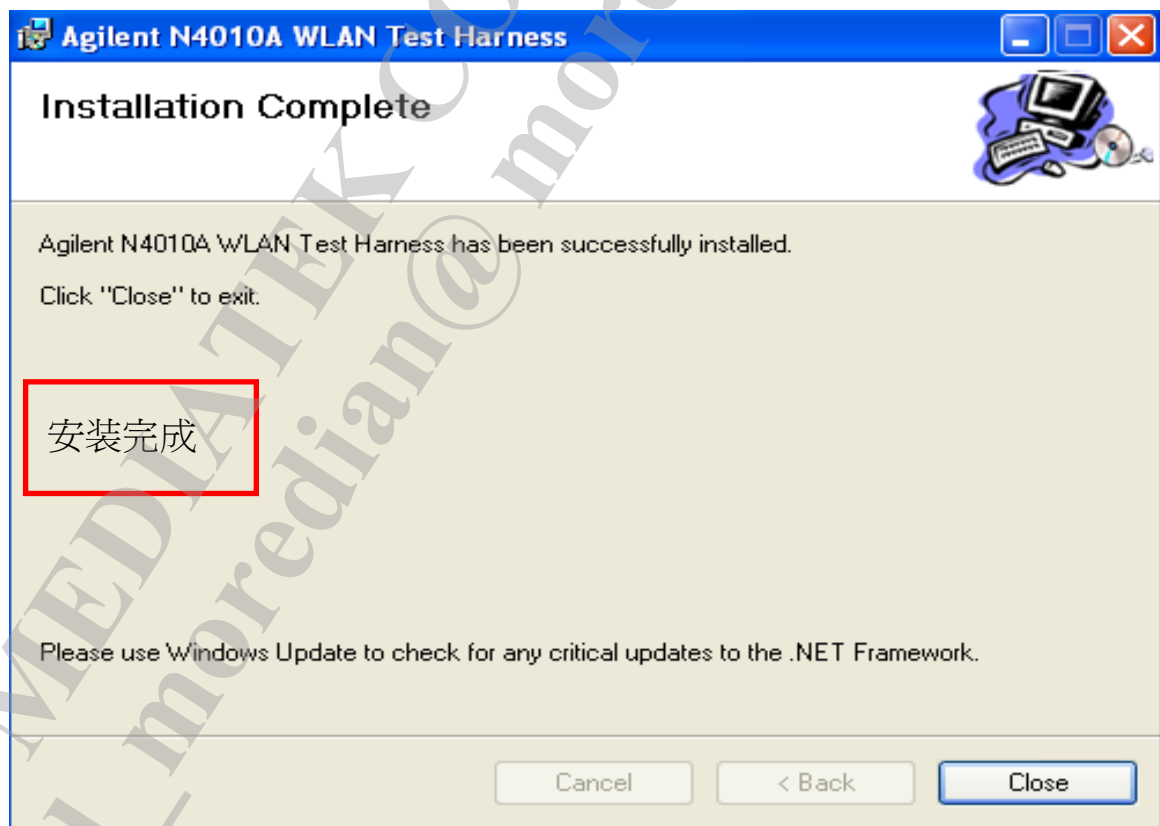 Agilent N4010A WLAN Test Harness
Installation Complete
Agilent N4010A WLAN Test Harness has been successfully installed.
Click "Close" to exit.
安装完成
Please use Windows Update to check for any critical updates to the .NET Framework.
Cancel
< Back
Close
MEDIATEK
moredian@